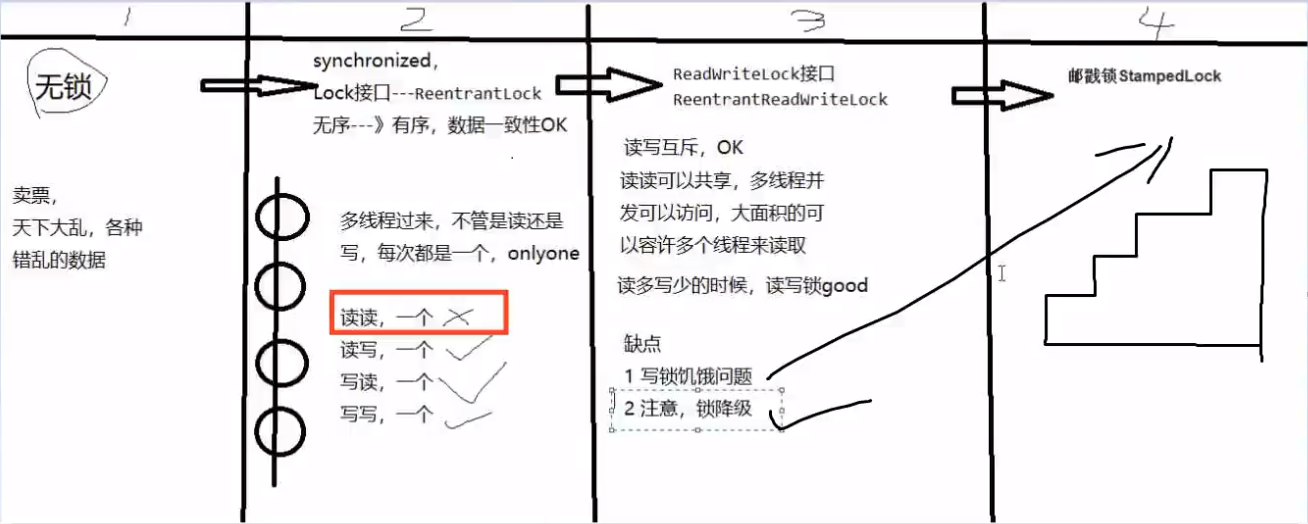 1
2
3
4
无锁
卖票，
天下大乱，各种
错乱的数据
synchronized，
Lock接口---ReentrantLock
无序---》有序，数据一致性OK
多线程过来，不管是读还是
写，每次都是一个，onlyone
读读，一个
读写，一个
写读，一个
写写，一个
ReadWriteLock接口
ReentrantReadWriteLock
读写互斥，OK
读读可以共享，多线程并
发可以访问，大面积的可
以容许多个线程来读取
读多写少的时候，读写锁good
缺点
1 写锁饥饿问题
2 注意，锁降级
邮戳锁StampedLock